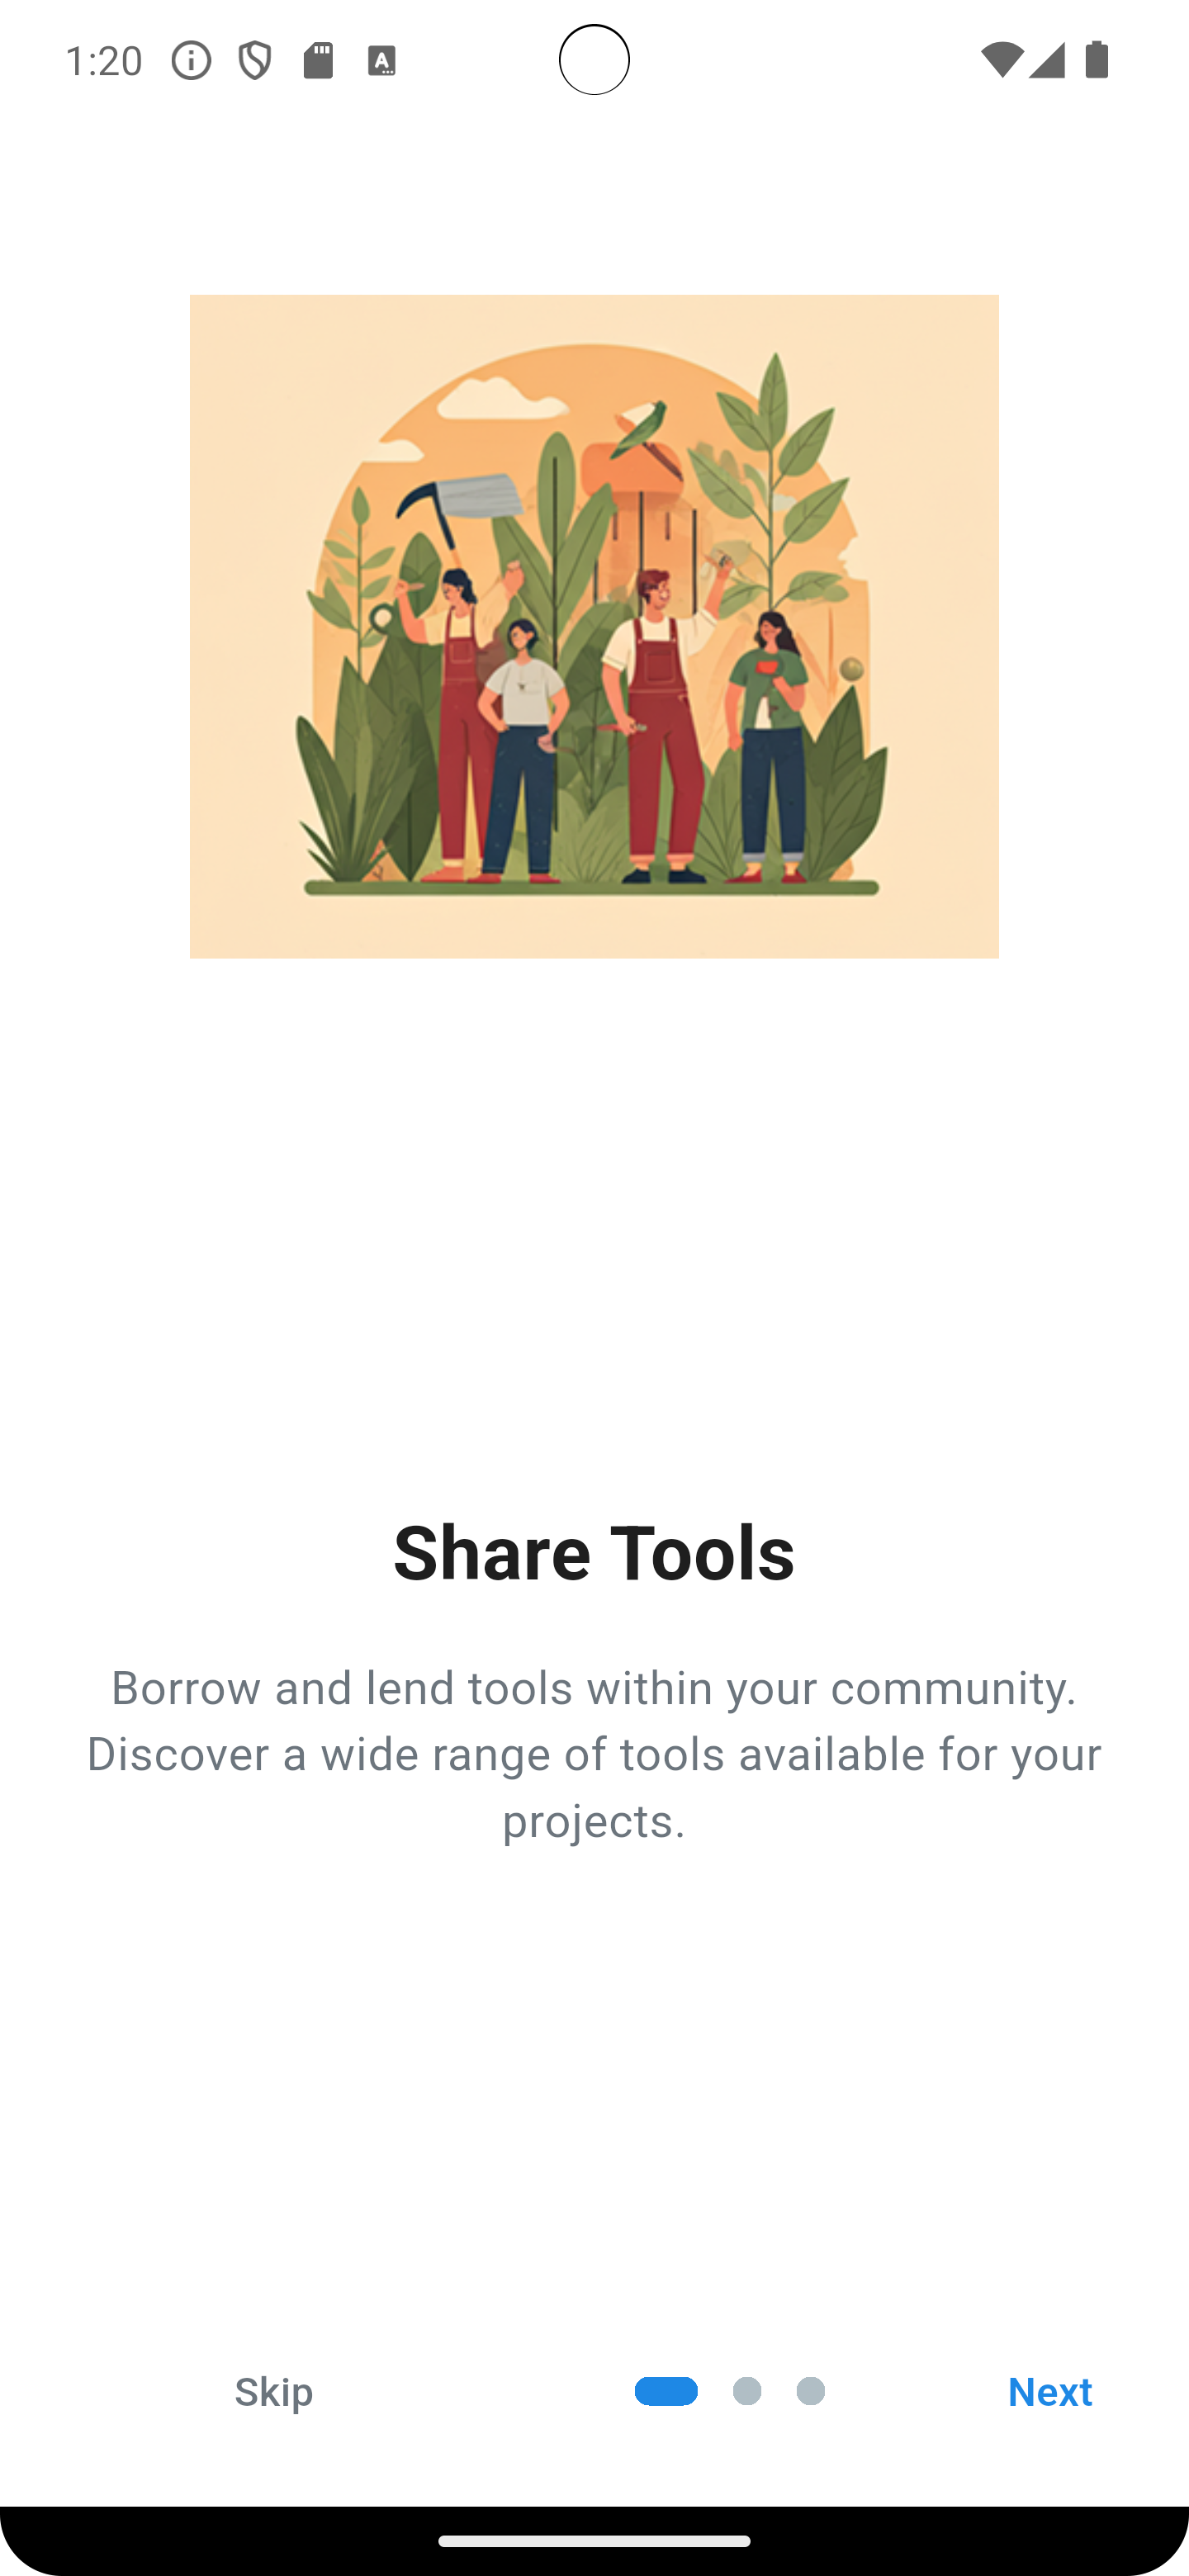 1:20
Share Tools
Borrow and lend tools within your community.
Discover a wide range of tools available for your
projects.
Skip
Next